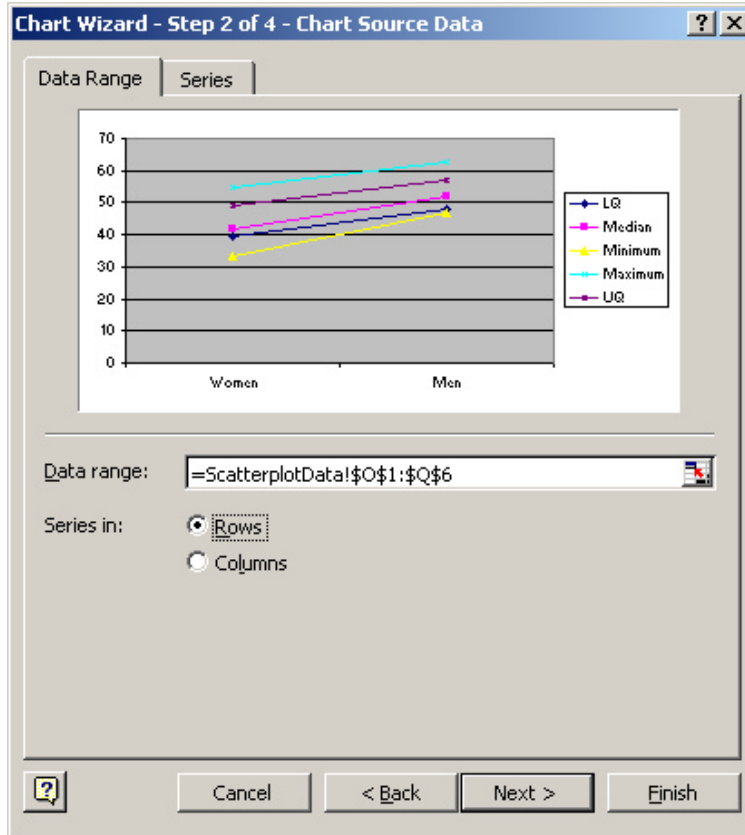 Chart Wizard - Step 2 of 4 - Chart Source Data
Data Range Series
70
60
50
40
30
20
10
0
Women Men
LQ
Median
Minimum
Maximum
UQ
Data range: =ScatterplotData!$O$1:$Q$6
Series in: Rows
Columns
Cancel < Back Next > Finish